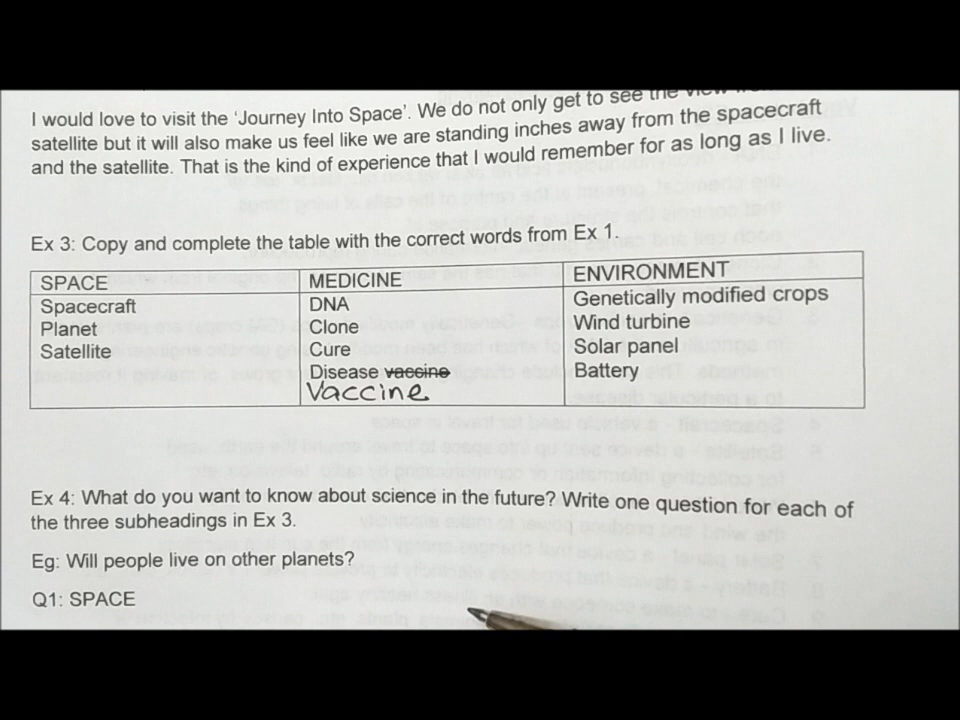 I would love to visit the 'Journey Into Space'. We do not only get to see the view
satellite but it will also make us feel like we are standing inches away from the spacecraft
and the satellite. That is the kind of experience that I would remember for as long as I live.
Ex 3: Copy and complete the table with the correct words from Ex 1.
SPACE MEDICINE ENVIRONMENT
Spacecraft DNA Genetically modified crops
Planet Clone Wind turbine
Satellite Cure Solar panel
Disease vaccine Battery
Vaccine
Ex 4: What do you want to know about science in the future? Write one question for each of
the three subheadings in Ex 3.
Eg: Will people live on other planets?
Q1: SPACE